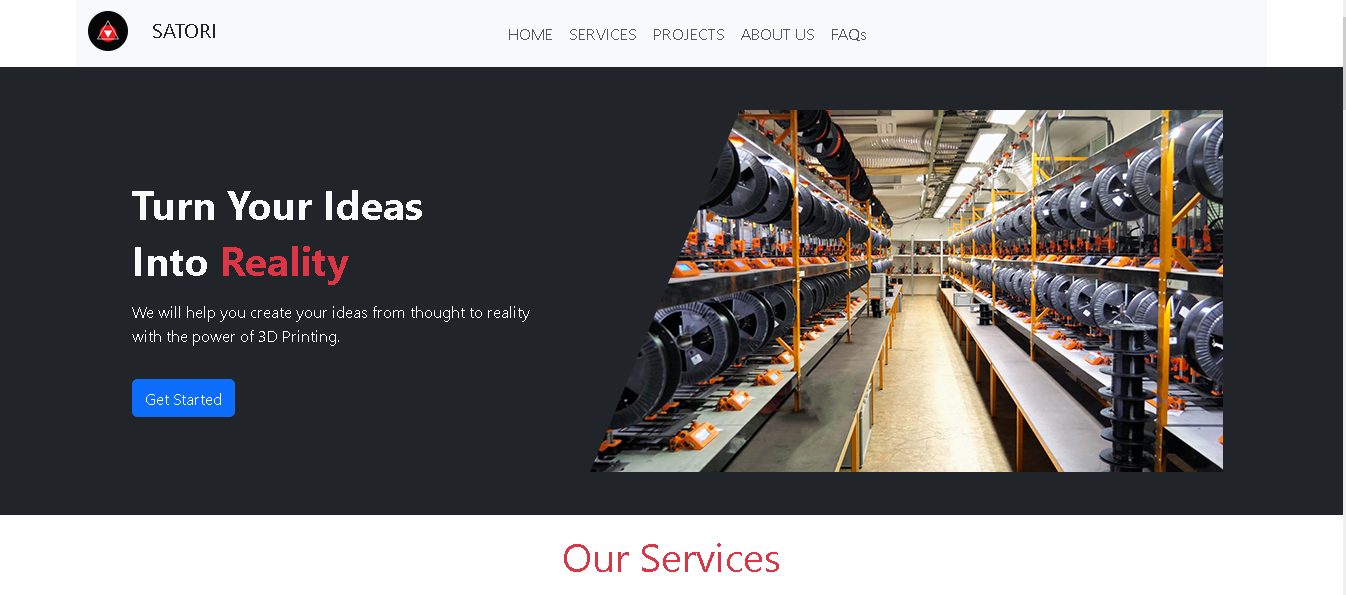 SATORI
HOME SERVICES PROJECTS ABOUT US FAQs
Turn Your Ideas
Into Reality
We will help you create your ideas from thought to reality
with the power of 3D Printing.
Get Started
Our Services